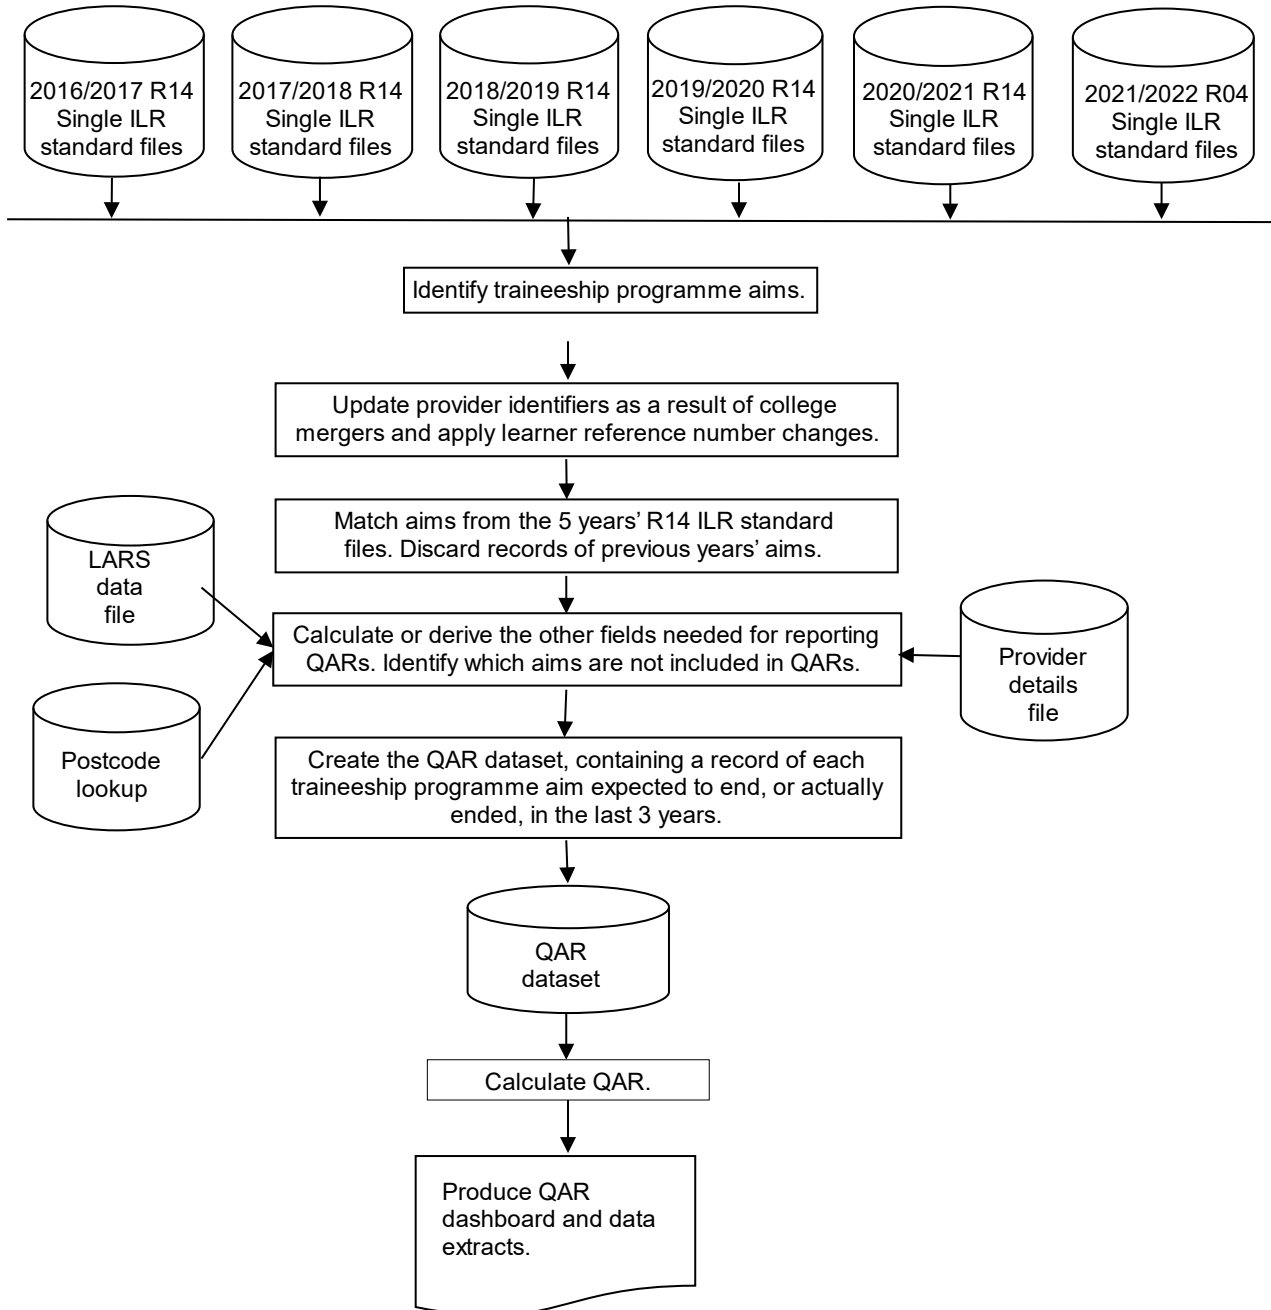 2016/2017 R14
Single ILR
standard files
2017/2018 R14
Single ILR
standard files
2018/2019 R14
Single ILR
standard files
2019/2020 R14
Single ILR
standard files
2020/2021 R14
Single ILR
standard files
2021/2022 R04
Single ILR
standard files
Identify traineeship programme aims.
Update provider identifiers as a result of college
mergers and apply learner reference number changes.
Match aims from the 5 years’ R14 ILR standard
files. Discard records of previous years’ aims.
LARS
data
file
Calculate or derive the other fields needed for reporting
QARs. Identify which aims are not included in QARs.
Provider
details
file
Postcode
lookup
Create the QAR dataset, containing a record of each
traineeship programme aim expected to end, or actually
ended, in the last 3 years.
QAR
dataset
Calculate QAR.
Produce QAR
dashboard and data
extracts.